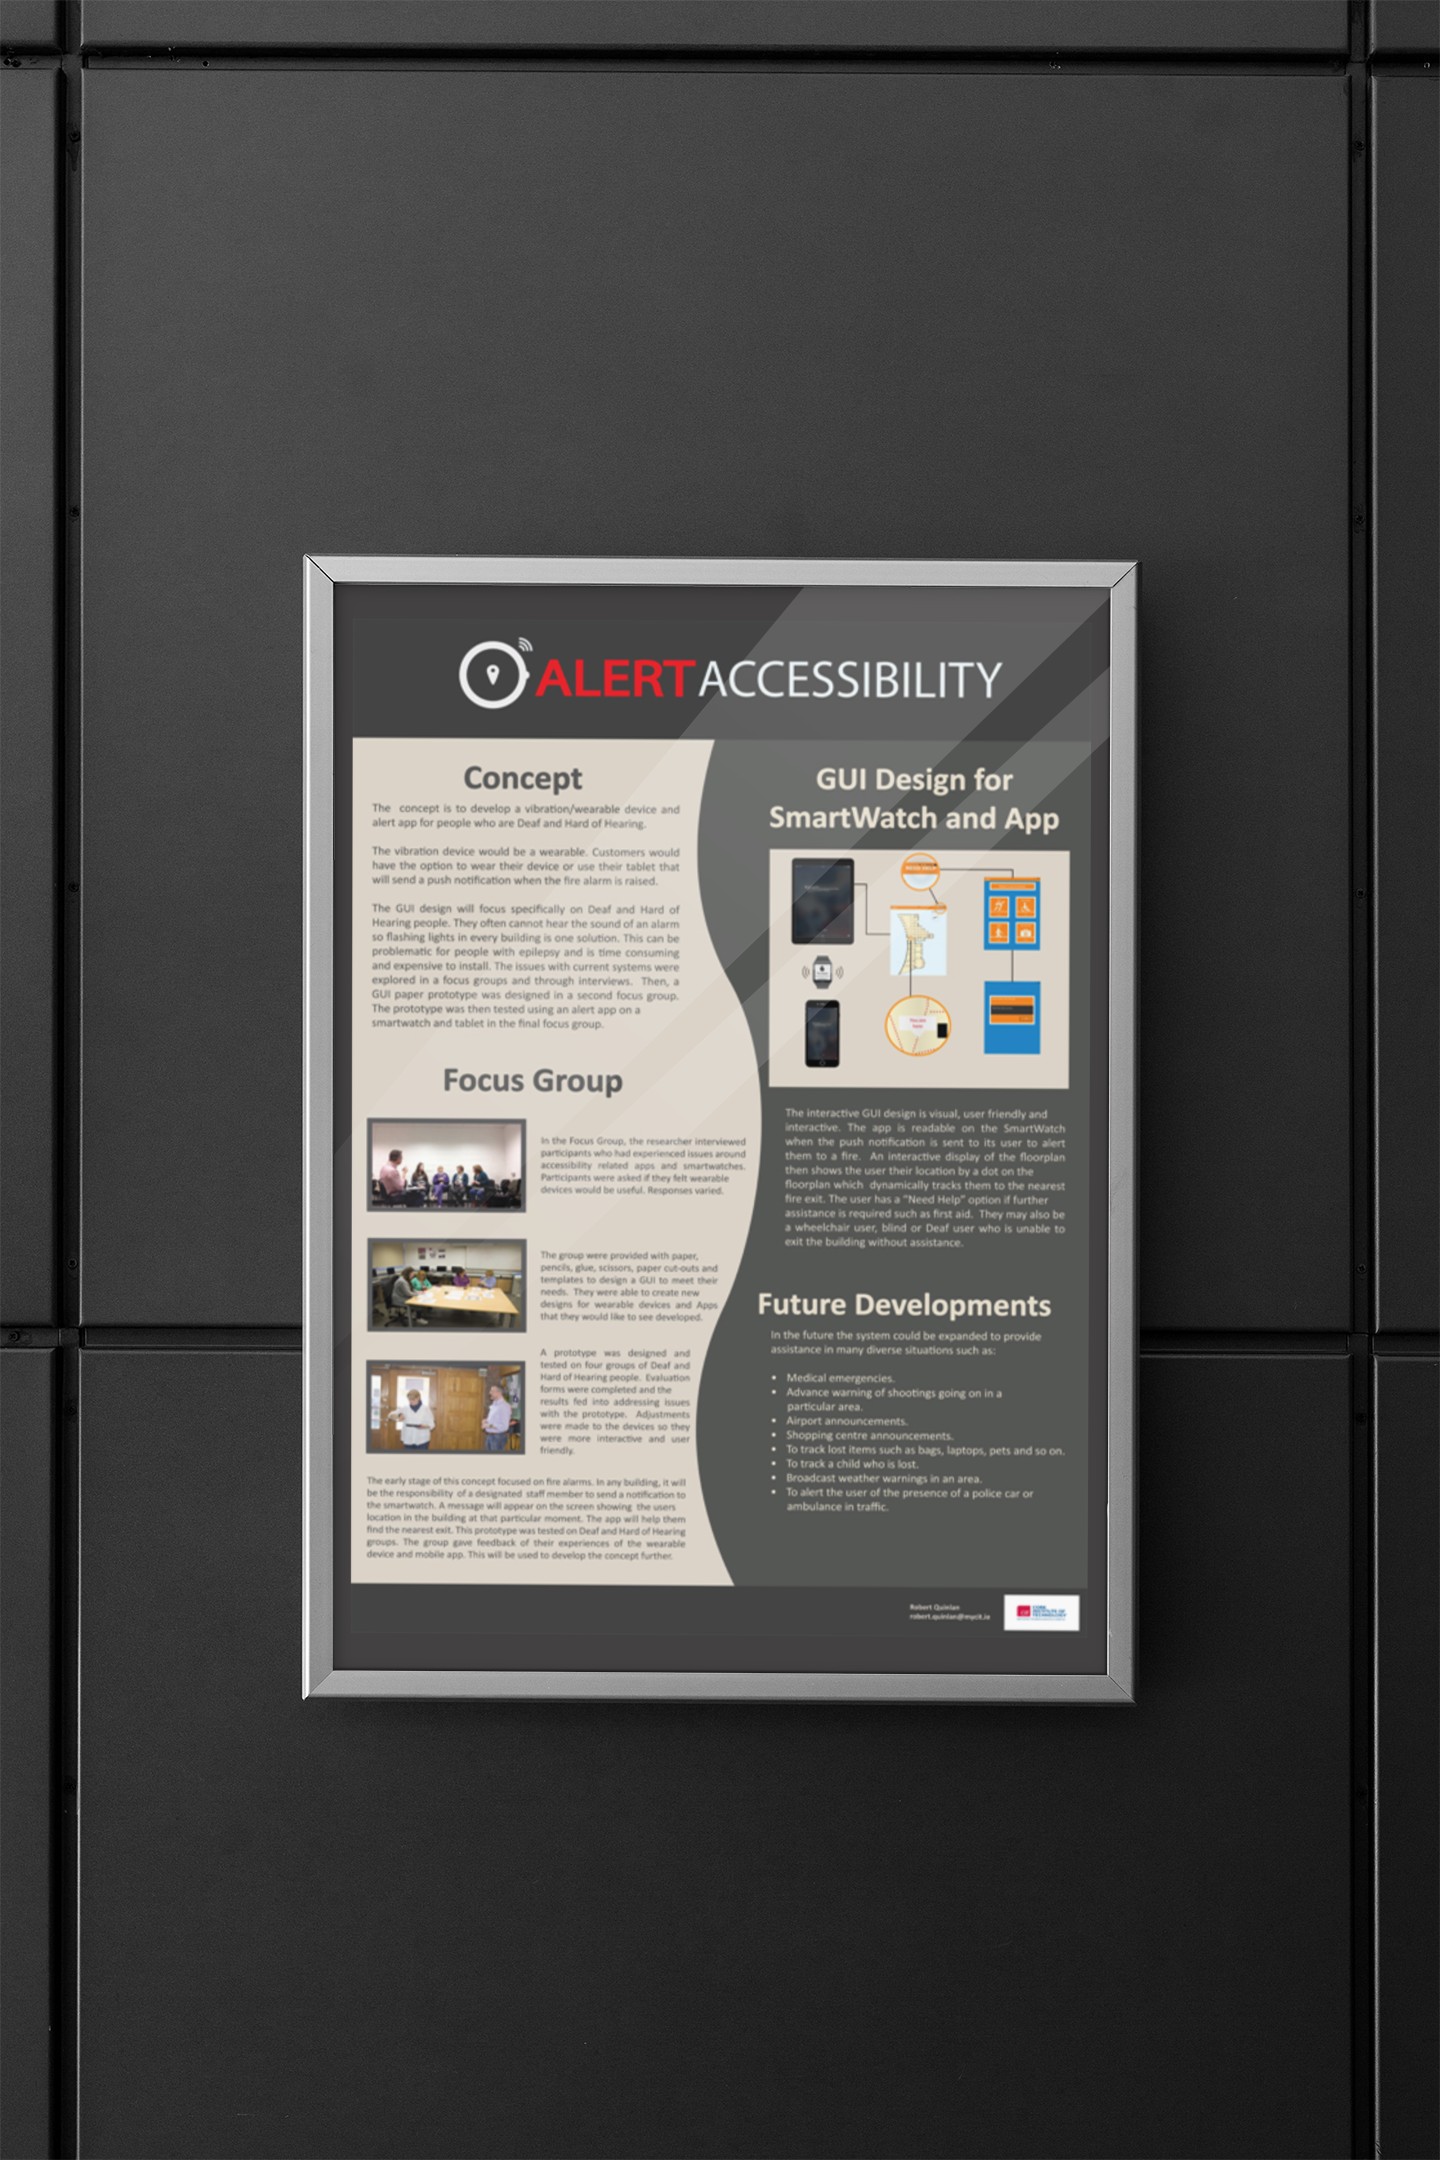 ALERTACCESSIBILITY
Concept
The concept is to develop a vibration/wearable device and
alert app for people who are Deaf and Hard of Hearing.
The vibration device would be a wearable. Customers would
have the option to wear their device or use their tablet that
will send a push notification when the fire alarm is raised.
The GUI design will focus specifically on Deaf and Hard of
Hearing people. They often cannot hear the sound of an alarm
so flashing lights in every building is one solution. This can be
problematic for people with epilepsy and is time consuming
and expensive to install. The issues with current systems were
explored in a focus groups and through interviews. Then, a
GUI paper prototype was designed in a second focus group.
The prototype was then tested using an alert app on a
smartwatch and tablet in the final focus group.
Focus Group
In the Focus Group, the researcher interviewed
participants who had experienced issues around
accessibility related apps and smartwatches.
Participants were asked if they felt wearable
devices would be useful. Responses varied.
The group were provided with paper,
pencils, glue, scissors, paper cut-outs and
templates to design a GUI to meet their
needs. They were able to create new
designs for wearable devices and Apps
that they would like to see developed.
A prototype was designed and
tested on four groups of Deaf and
Hard of Hearing people. Evaluation
forms were completed and the
results fed into addressing issues
with the prototype. Adjustments
were made to the devices so they
were more interactive and user
friendly.
The early stage of this concept focused on fire alarms. In any building, it will
be the responsibility of a designated staff member to send a notification to
the smartwatch. A message will appear on the screen showing the users
location in the building at that particular moment. The app will help them
find the nearest exit. This prototype was tested on Deaf and Hard of Hearing
groups. The group gave feedback of their experiences of the wearable
device and mobile app. This will be used to develop the concept further.
GUI Design for
SmartWatch and App
The interactive GUI design is visual, user friendly and
interactive. The app is readable on the SmartWatch
when the push notification is sent to its user to alert
them to a fire. An interactive display of the floorplan
then shows the user their location by a dot on the
floorplan which dynamically tracks them to the nearest
fire exit. The user has a "Need Help" option if further
assistance is required such as first aid. They may also be
a wheelchair user, blind or Deaf user who is unable to
exit the building without assistance.
Future Developments
In the future the system could be expanded to provide
assistance in many diverse situations such as:
• Medical emergencies.
• Advance warning of shootings going on in a
particular area.
• Airport announcements.
• Shopping centre announcements.
• To track lost items such as bags, laptops, pets and so on.
• To track a child who is lost.
• Broadcast weather warnings in an area.
• To alert the user of the presence of a police car or
ambulance in traffic.
Robert Quinlan
robert.quinlan@mycit.ie
CORK
INSTITUTE OF
TECHNOLOGY